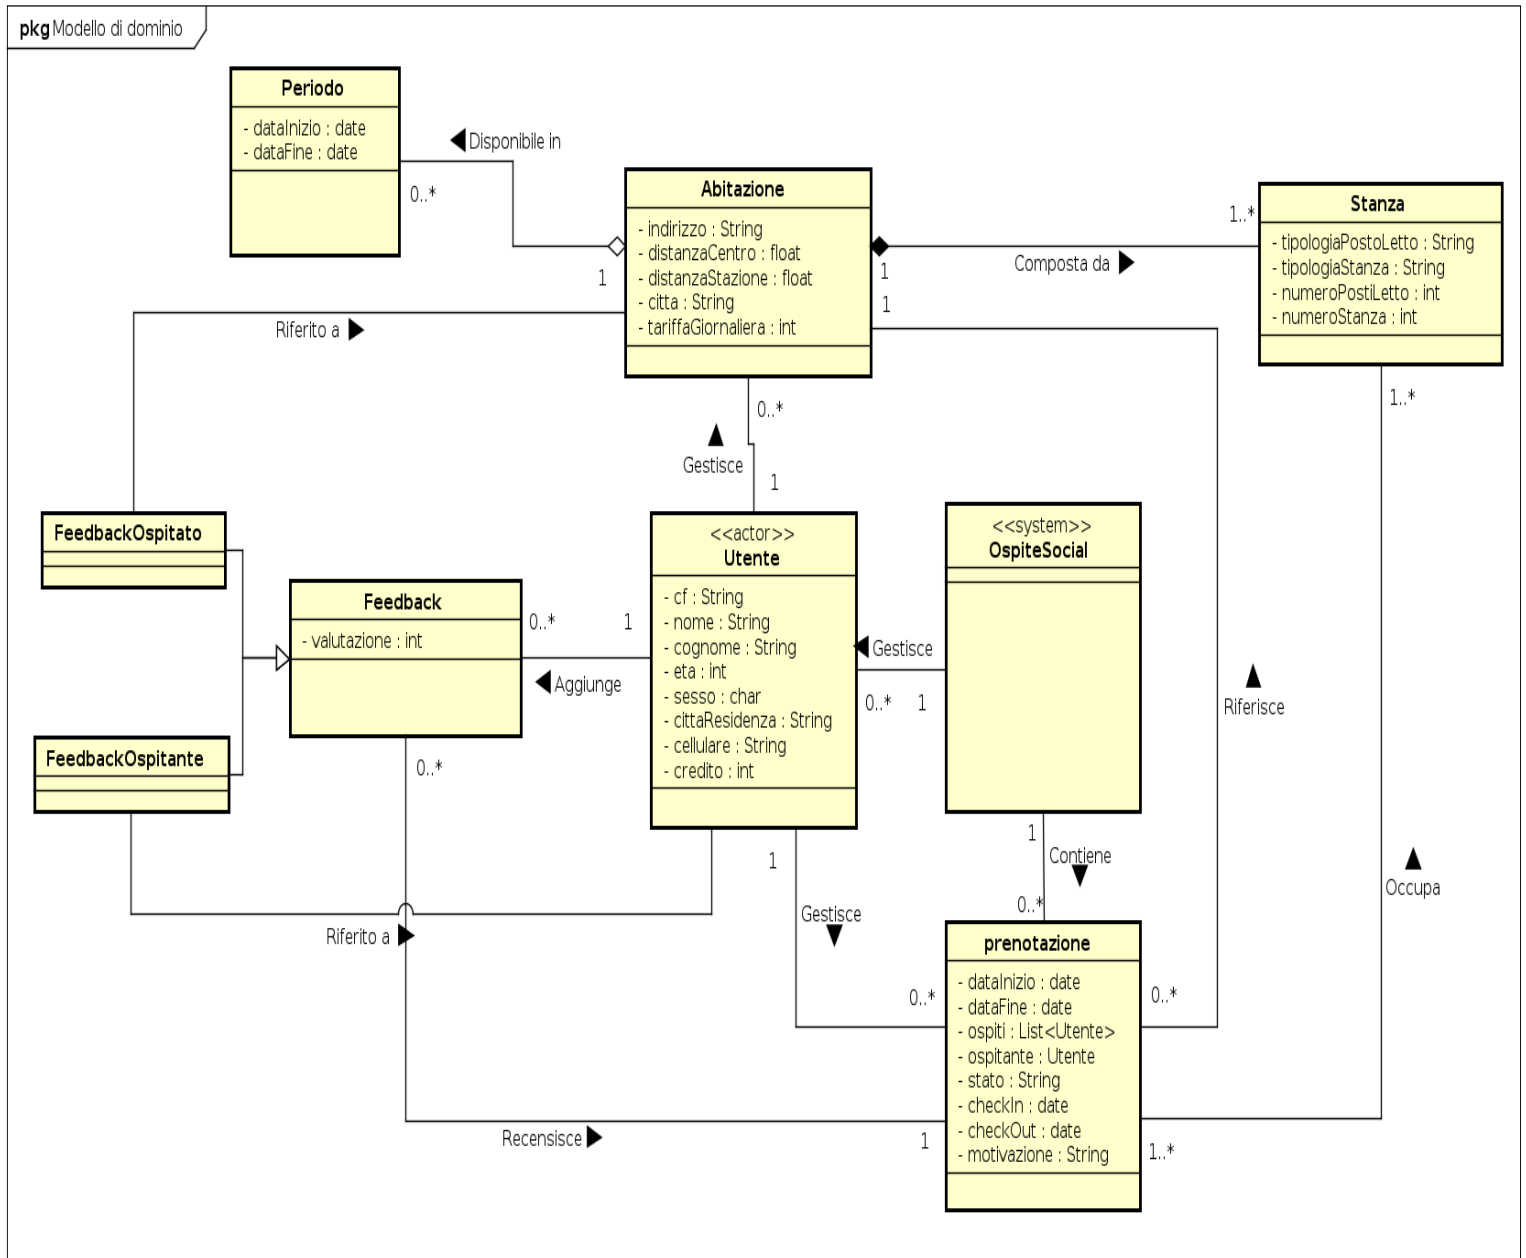 pkg Modello di dominio
Periodo
- dataInizio : date
- dataFine : date
Disponibile in
0..*
1
Abitazione
- indirizzo : String
- distanzaCentro : float
- distanzaStazione : float
- citta : String
- tariffaGiornaliera : int
1..*
Composta da
1
1
Stanza
- tipologiaPostoLetto : String
- tipologiaStanza : String
- numeroPostiLetto : int
- numeroStanza : int
Riferito a
0..*
Gestisce
1
1..*
FeedbackOspitato
Feedback
- valutazione : int
FeedbackOspitante
0..*
1
Aggiunge
<<actor>>
Utente
- cf : String
- nome : String
- cognome : String
- eta : int
- sesso : char
- cittaResidenza : String
- cellulare : String
- credito : int
Gestisce
0..*
1
<<system>>
OspiteSocial
Riferisce
0..*
1
Contiene
0..*
Occupa
1
Gestisce
0..*
Riferito a
prenotazione
- dataInizio : date
- dataFine : date
- ospiti : List<Utente>
- ospitante : Utente
- stato : String
- checkIn : date
- checkOut : date
- motivazione : String
0..*
1..*
Recensisce
1